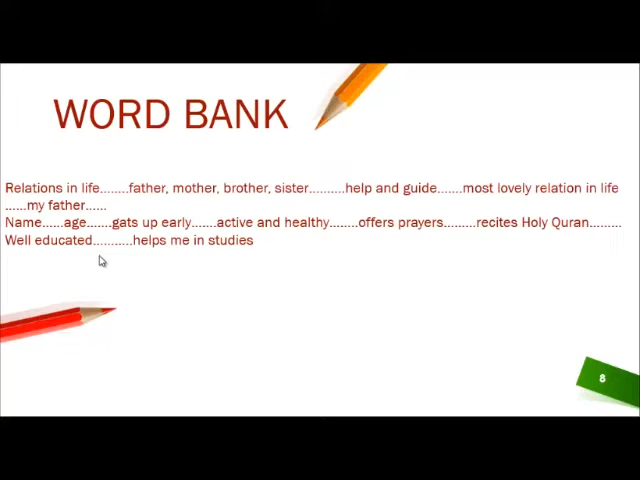 WORD BANK
Relations in life........father, mother, brother, sister..........help and guide.......most lovely relation in life
......my father......
Name......age.......gats up early.......active and healthy........offers prayers.........recites Holy Quran.........
Well educated...........helps me in studies
8